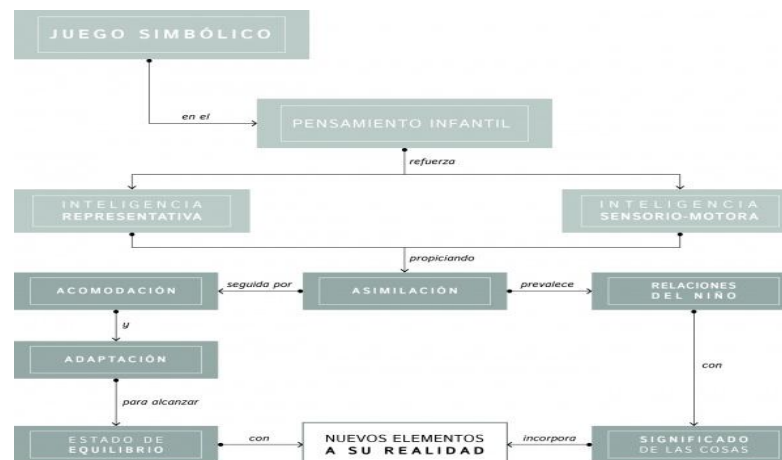 JUEGO SIMBÓLICO
en el
PENSAMIENTO INFANTIL
refuerza
INTELIGENCIA
REPRESENTATIVA
INTELIGENCIA
SENSORIO-MOTORA
propiciando
ACOMODACIÓN
seguida por
ASIMILACIÓN
prevalece
RELACIONES
DEL NIÑO
y
ADAPTACIÓN
con
para alcanzar
ESTADO DE
EQUILIBRIO
con
NUEVOS ELEMENTOS
A SU REALIDAD
incorpora
SIGNIFICADO
DE LAS COSAS